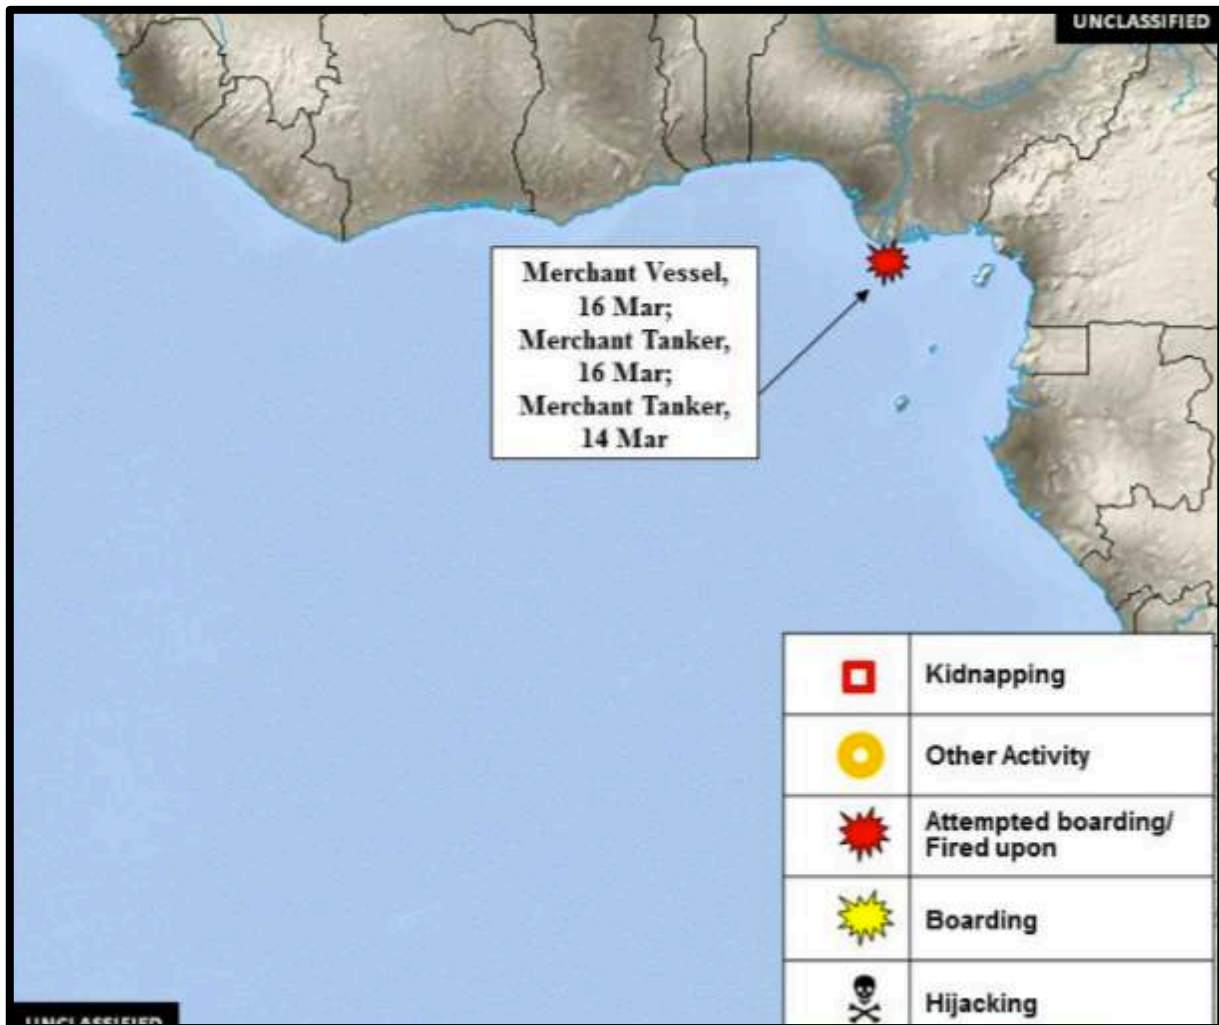 UNCLASSIFIED
Merchant Vessel,
16 Mar;
Merchant Tanker,
16 Mar;
Merchant Tanker,
14 Mar
Kidnapping
Other Activity
Attempted boarding/
Fired upon
Boarding
Hijacking
UNCLASSIFIED